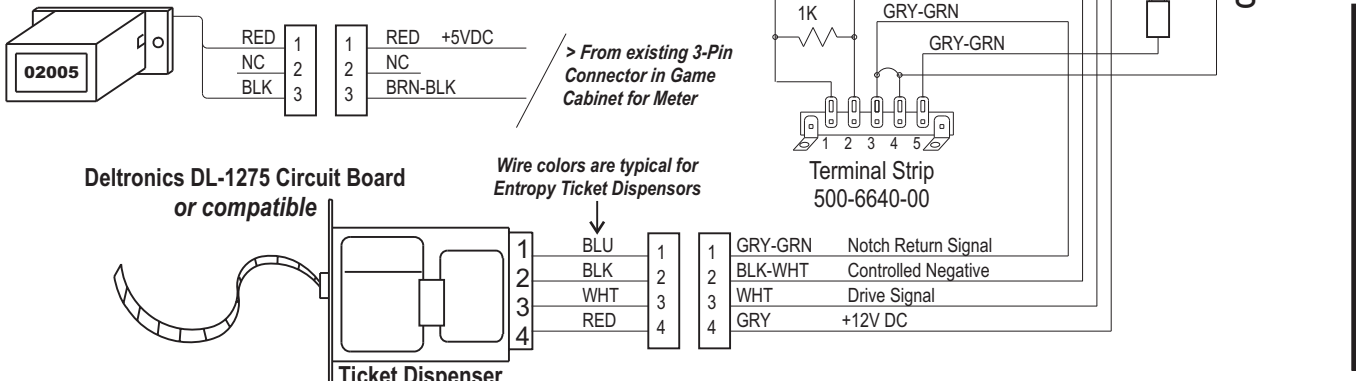 02005
RED 1
NC 2
BLK 3
1 RED +5VDC
2 NC
3 BRN-BLK
> From existing 3-Pin
Connector in Game
Cabinet for Meter
1K
GRY-GRN
GRY-GRN
1 2 3 4 5
Terminal Strip
500-6640-00
Deltronics DL-1275 Circuit Board
or compatible
Wire colors are typical for
Entropy Ticket Dispensors
1 BLU 1
2 BLK 2
3 WHT 3
4 RED 4
1 GRY-GRN Notch Return Signal
2 BLK-WHT Controlled Negative
3 WHT Drive Signal
4 GRY +12V DC
Ticket Dispenser